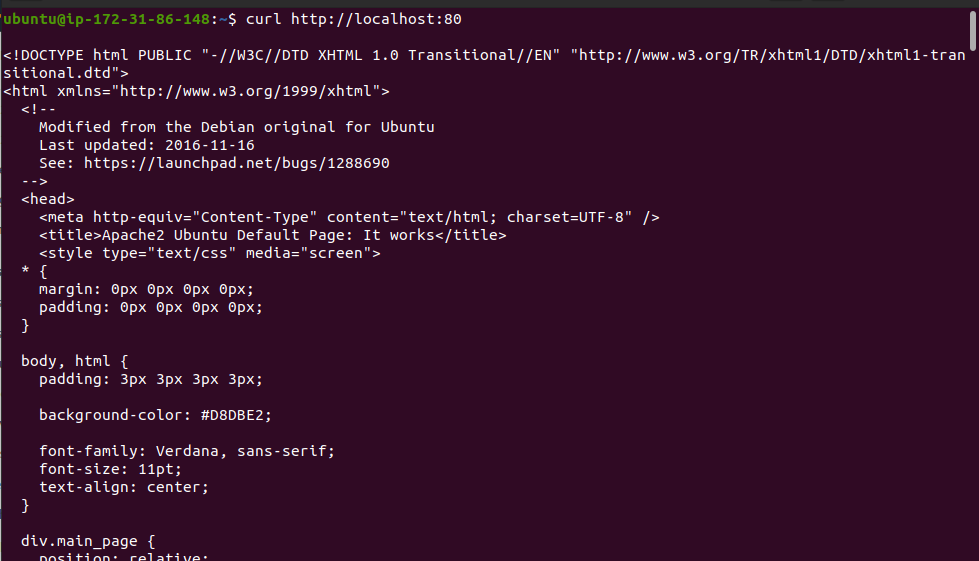 ubuntu@ip-172-31-86-148:~$ curl http://localhost:80
<!DOCTYPE html PUBLIC "-//W3C//DTD XHTML 1.0 Transitional//EN" "http://www.w3.org/TR/xhtml1/DTD/xhtml1-tran
sitional.dtd">
<html xmlns="http://www.w3.org/1999/xhtml">
  <!--
    Modified from the Debian original for Ubuntu
    Last updated: 2016-11-16
    See: https://launchpad.net/bugs/1288690
  -->
  <head>
    <meta http-equiv="Content-Type" content="text/html; charset=UTF-8" />
    <title>Apache2 Ubuntu Default Page: It works</title>
    <style type="text/css" media="screen">
  * {
    margin: 0px 0px 0px 0px;
    padding: 0px 0px 0px 0px;
  }
  body, html {
    padding: 3px 3px 3px 3px;
    background-color: #D8DBE2;
    font-family: Verdana, sans-serif;
    font-size: 11pt;
    text-align: center;
  }
  div.main_page {
    position: relative;